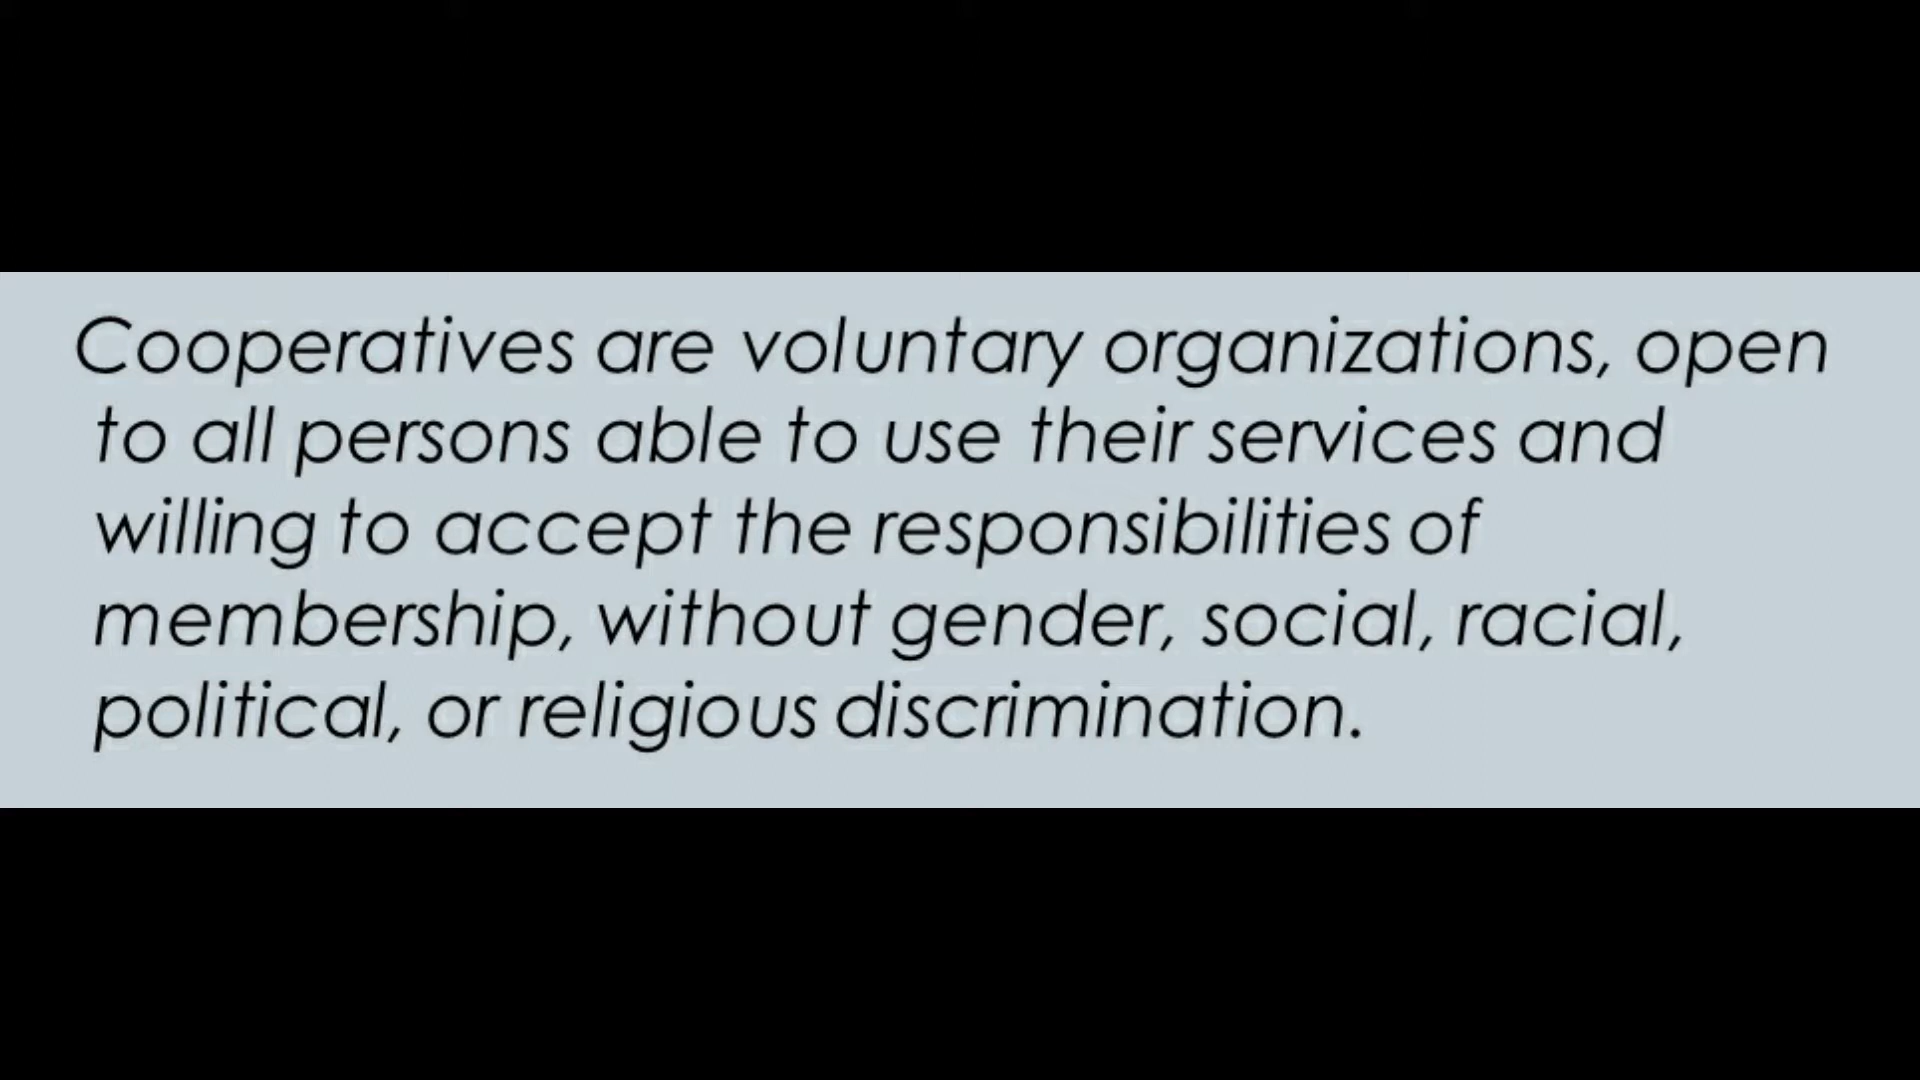 Cooperatives are voluntary organizations, open
to all persons able to use their services and
willing to accept the responsibilities of
membership, without gender, social, racial,
political, or religious discrimination.